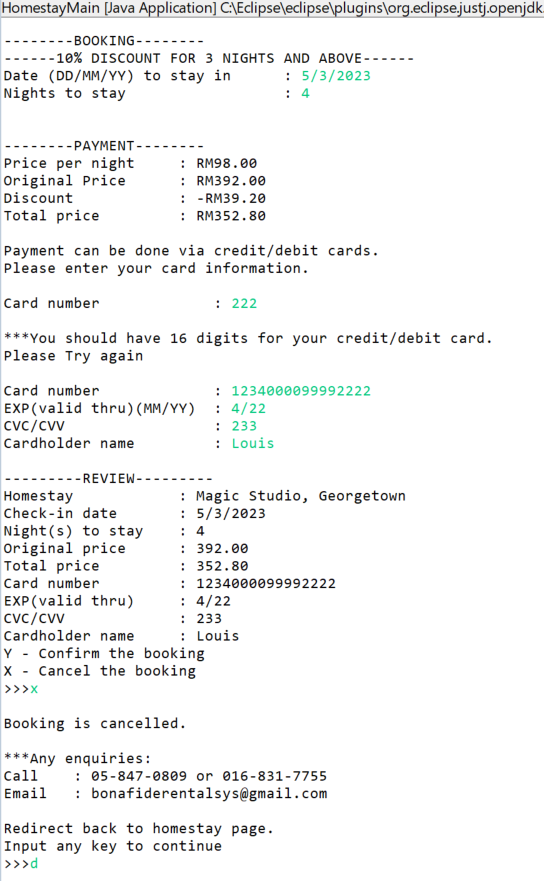 HomestayMain [Java Application] C:\Eclipse\eclipse\plugins\org.eclipse.justj.openjdk.
--------BOOKING--------
------10% DISCOUNT FOR 3 NIGHTS AND ABOVE------
Date (DD/MM/YY) to stay in : 5/3/2023
Nights to stay : 4
--------PAYMENT--------
Price per night : RM98.00
Original Price : RM392.00
Discount : -RM39.20
Total price : RM352.80
Payment can be done via credit/debit cards.
Please enter your card information.
Card number : 222
***You should have 16 digits for your credit/debit card.
Please Try again
Card number : 1234000099992222
EXP(valid thru)(MM/YY) : 4/22
CVC/CVV : 233
Cardholder name : Louis
---------REVIEW---------
Homestay : Magic Studio, Georgetown
Check-in date : 5/3/2023
Night(s) to stay : 4
Original price : 392.00
Total price : 352.80
Card number : 1234000099992222
EXP(valid thru) : 4/22
CVC/CVV : 233
Cardholder name : Louis
Y - Confirm the booking
X - Cancel the booking
>>>x
Booking is cancelled.
***Any enquiries:
Call : 05-847-0809 or 016-831-7755
Email : bonafiderentalsys@gmail.com
Redirect back to homestay page.
Input any key to continue
>>>d